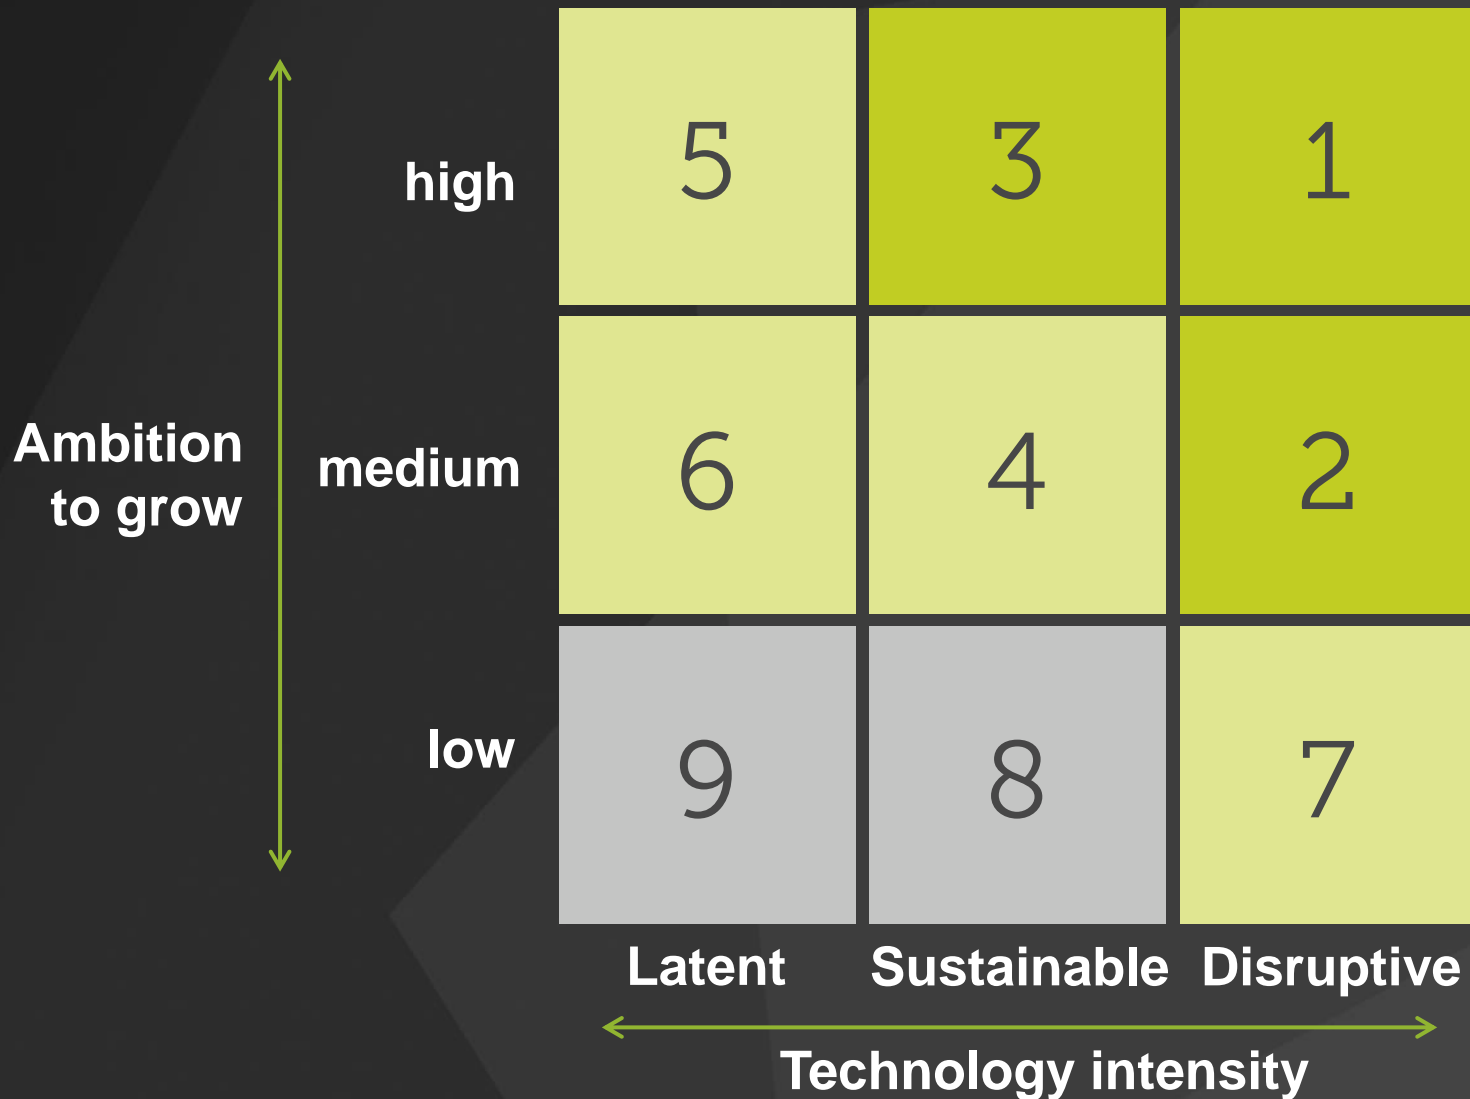 5 3 1
high
Ambition
to grow
medium
6 4 2
low
9 8 7
Latent Sustainable Disruptive
Technology intensity